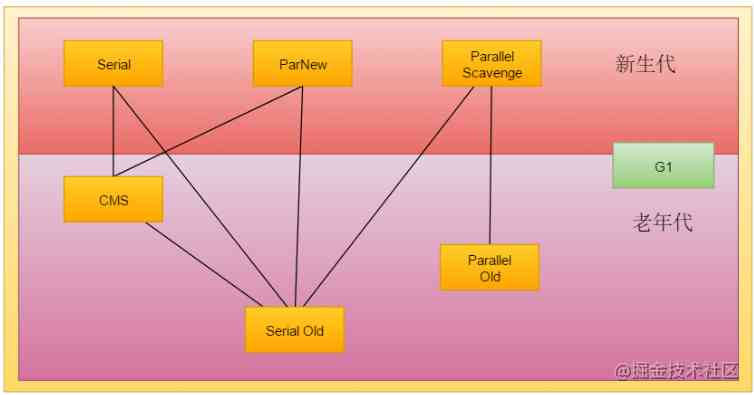 Serial
ParNew
Parallel
Scavenge
新生代
G1
CMS
老年代
Parallel
Old
Serial Old
@掘金技术社区